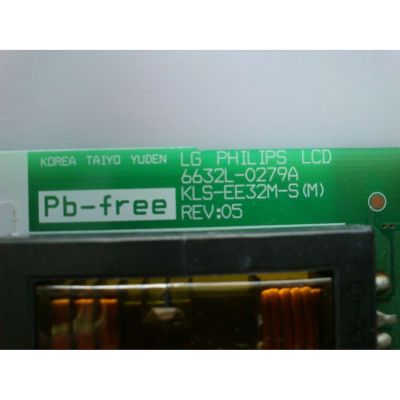 KOREA TAIYO YUDEN
Pb-free
LG PHILIPS LCD
6632L-0279A
KLS-EE32M-S(M)
REV:05